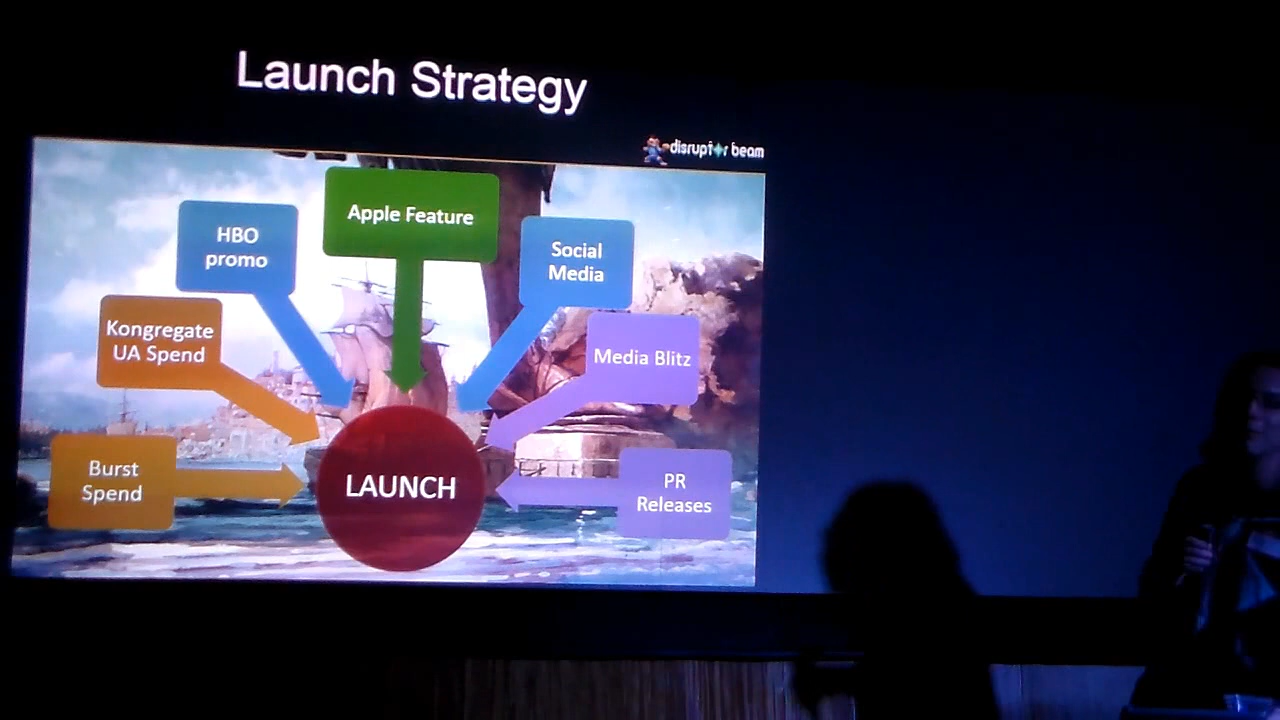 Launch Strategy
disruptor beam
Apple Feature
HBO
promo
Social
Media
Kongregate
UA Spend
Media Blitz
Burst
Spend
LAUNCH
PR
Releases